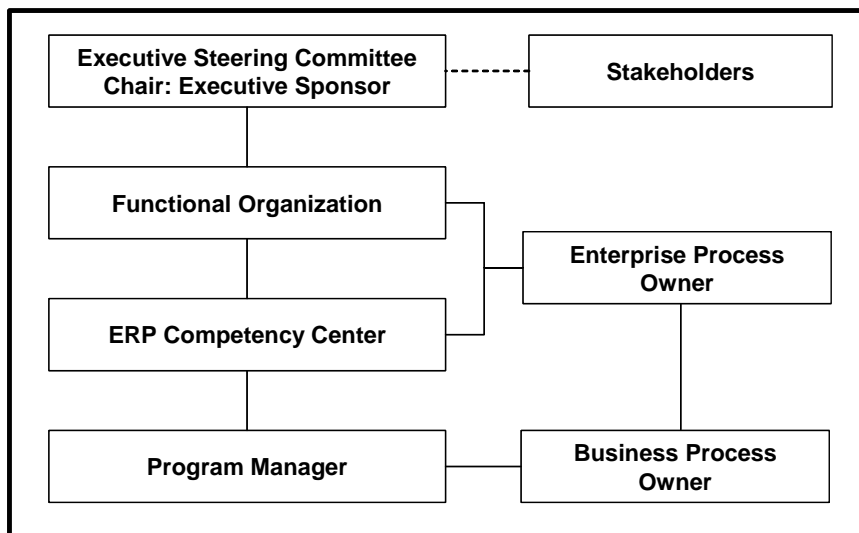 Executive Steering Committee
Chair: Executive Sponsor
Stakeholders
Functional Organization
Enterprise Process
Owner
ERP Competency Center
Program Manager
Business Process
Owner